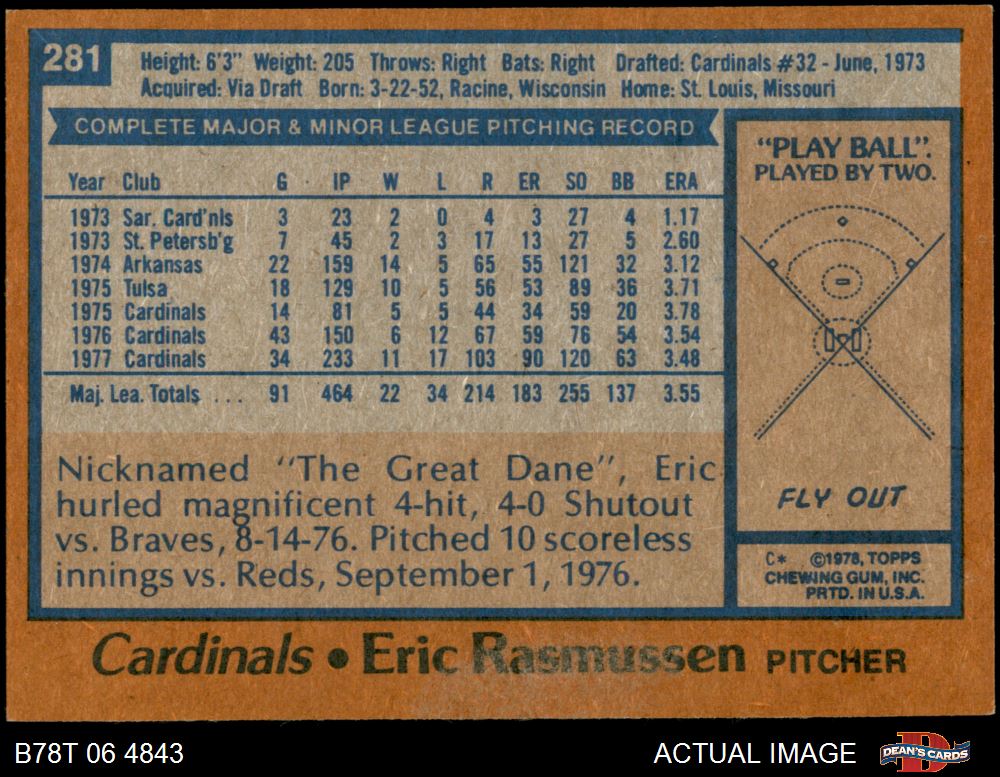 281
Height: 6'3" Weight: 205 Throws: Right Bats: Right Drafted: Cardinals #32 - June, 1973
Acquired: Via Draft Born: 3-22-52, Racine, Wisconsin Home: St. Louis, Missouri
COMPLETE MAJOR & MINOR LEAGUE PITCHING RECORD
Year Club G IP W L R ER SO BB ERA
1973 Sar. Card'nls 3 23 2 0 4 3 27 4 1.17
1973 St. Petersb'g 7 45 2 3 17 13 27 5 2.60
1974 Arkansas 22 159 14 5 65 55 121 32 3.12
1975 Tulsa 18 129 10 5 56 53 89 36 3.71
1975 Cardinals 14 81 5 5 44 34 59 20 3.78
1976 Cardinals 43 150 6 12 67 59 76 54 3.54
1977 Cardinals 34 233 11 17 103 90 120 63 3.48
Maj. Lea. Totals ... 91 464 22 34 214 183 255 137 3.55
Nicknamed "The Great Dane", Eric
hurled magnificent 4-hit, 4-0 Shutout
vs. Braves, 8-14-76. Pitched 10 scoreless
innings vs. Reds, September 1, 1976.
"PLAY BALL".
PLAYED BY TWO.
FLY OUT
C* ©1978, TOPPS
CHEWING GUM, INC.
PRTD. IN U.S.A.
Cardinals • Eric Rasmussen PITCHER
B78T 06 4843
ACTUAL IMAGE
DEAN'S CARDS